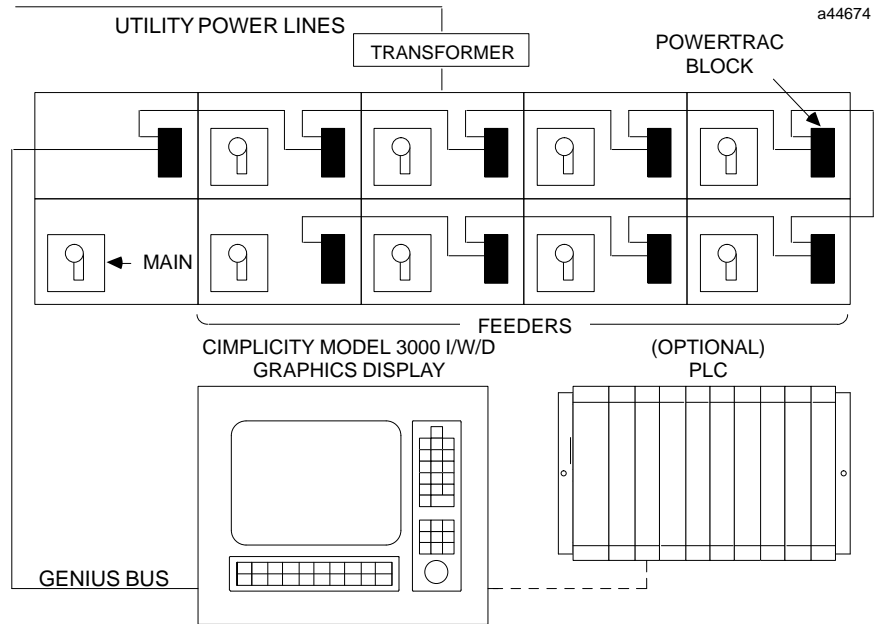 a44674
UTILITY POWER LINES
TRANSFORMER
POWERTRAC
BLOCK
MAIN
FEEDERS
CIMPLICITY MODEL 3000 I/W/D
GRAPHICS DISPLAY
(OPTIONAL)
PLC
GENIUS BUS